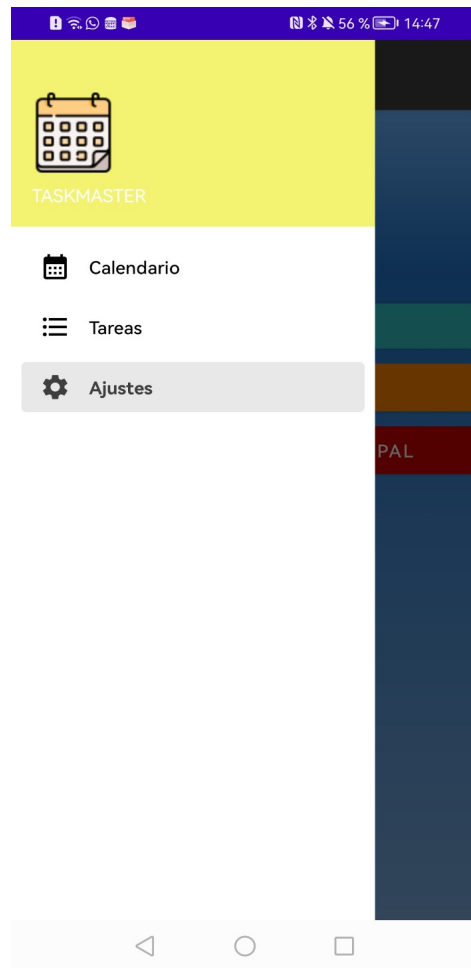 56 % 14:47
TASKMASTER
Calendario
Tareas
Ajustes
PAL